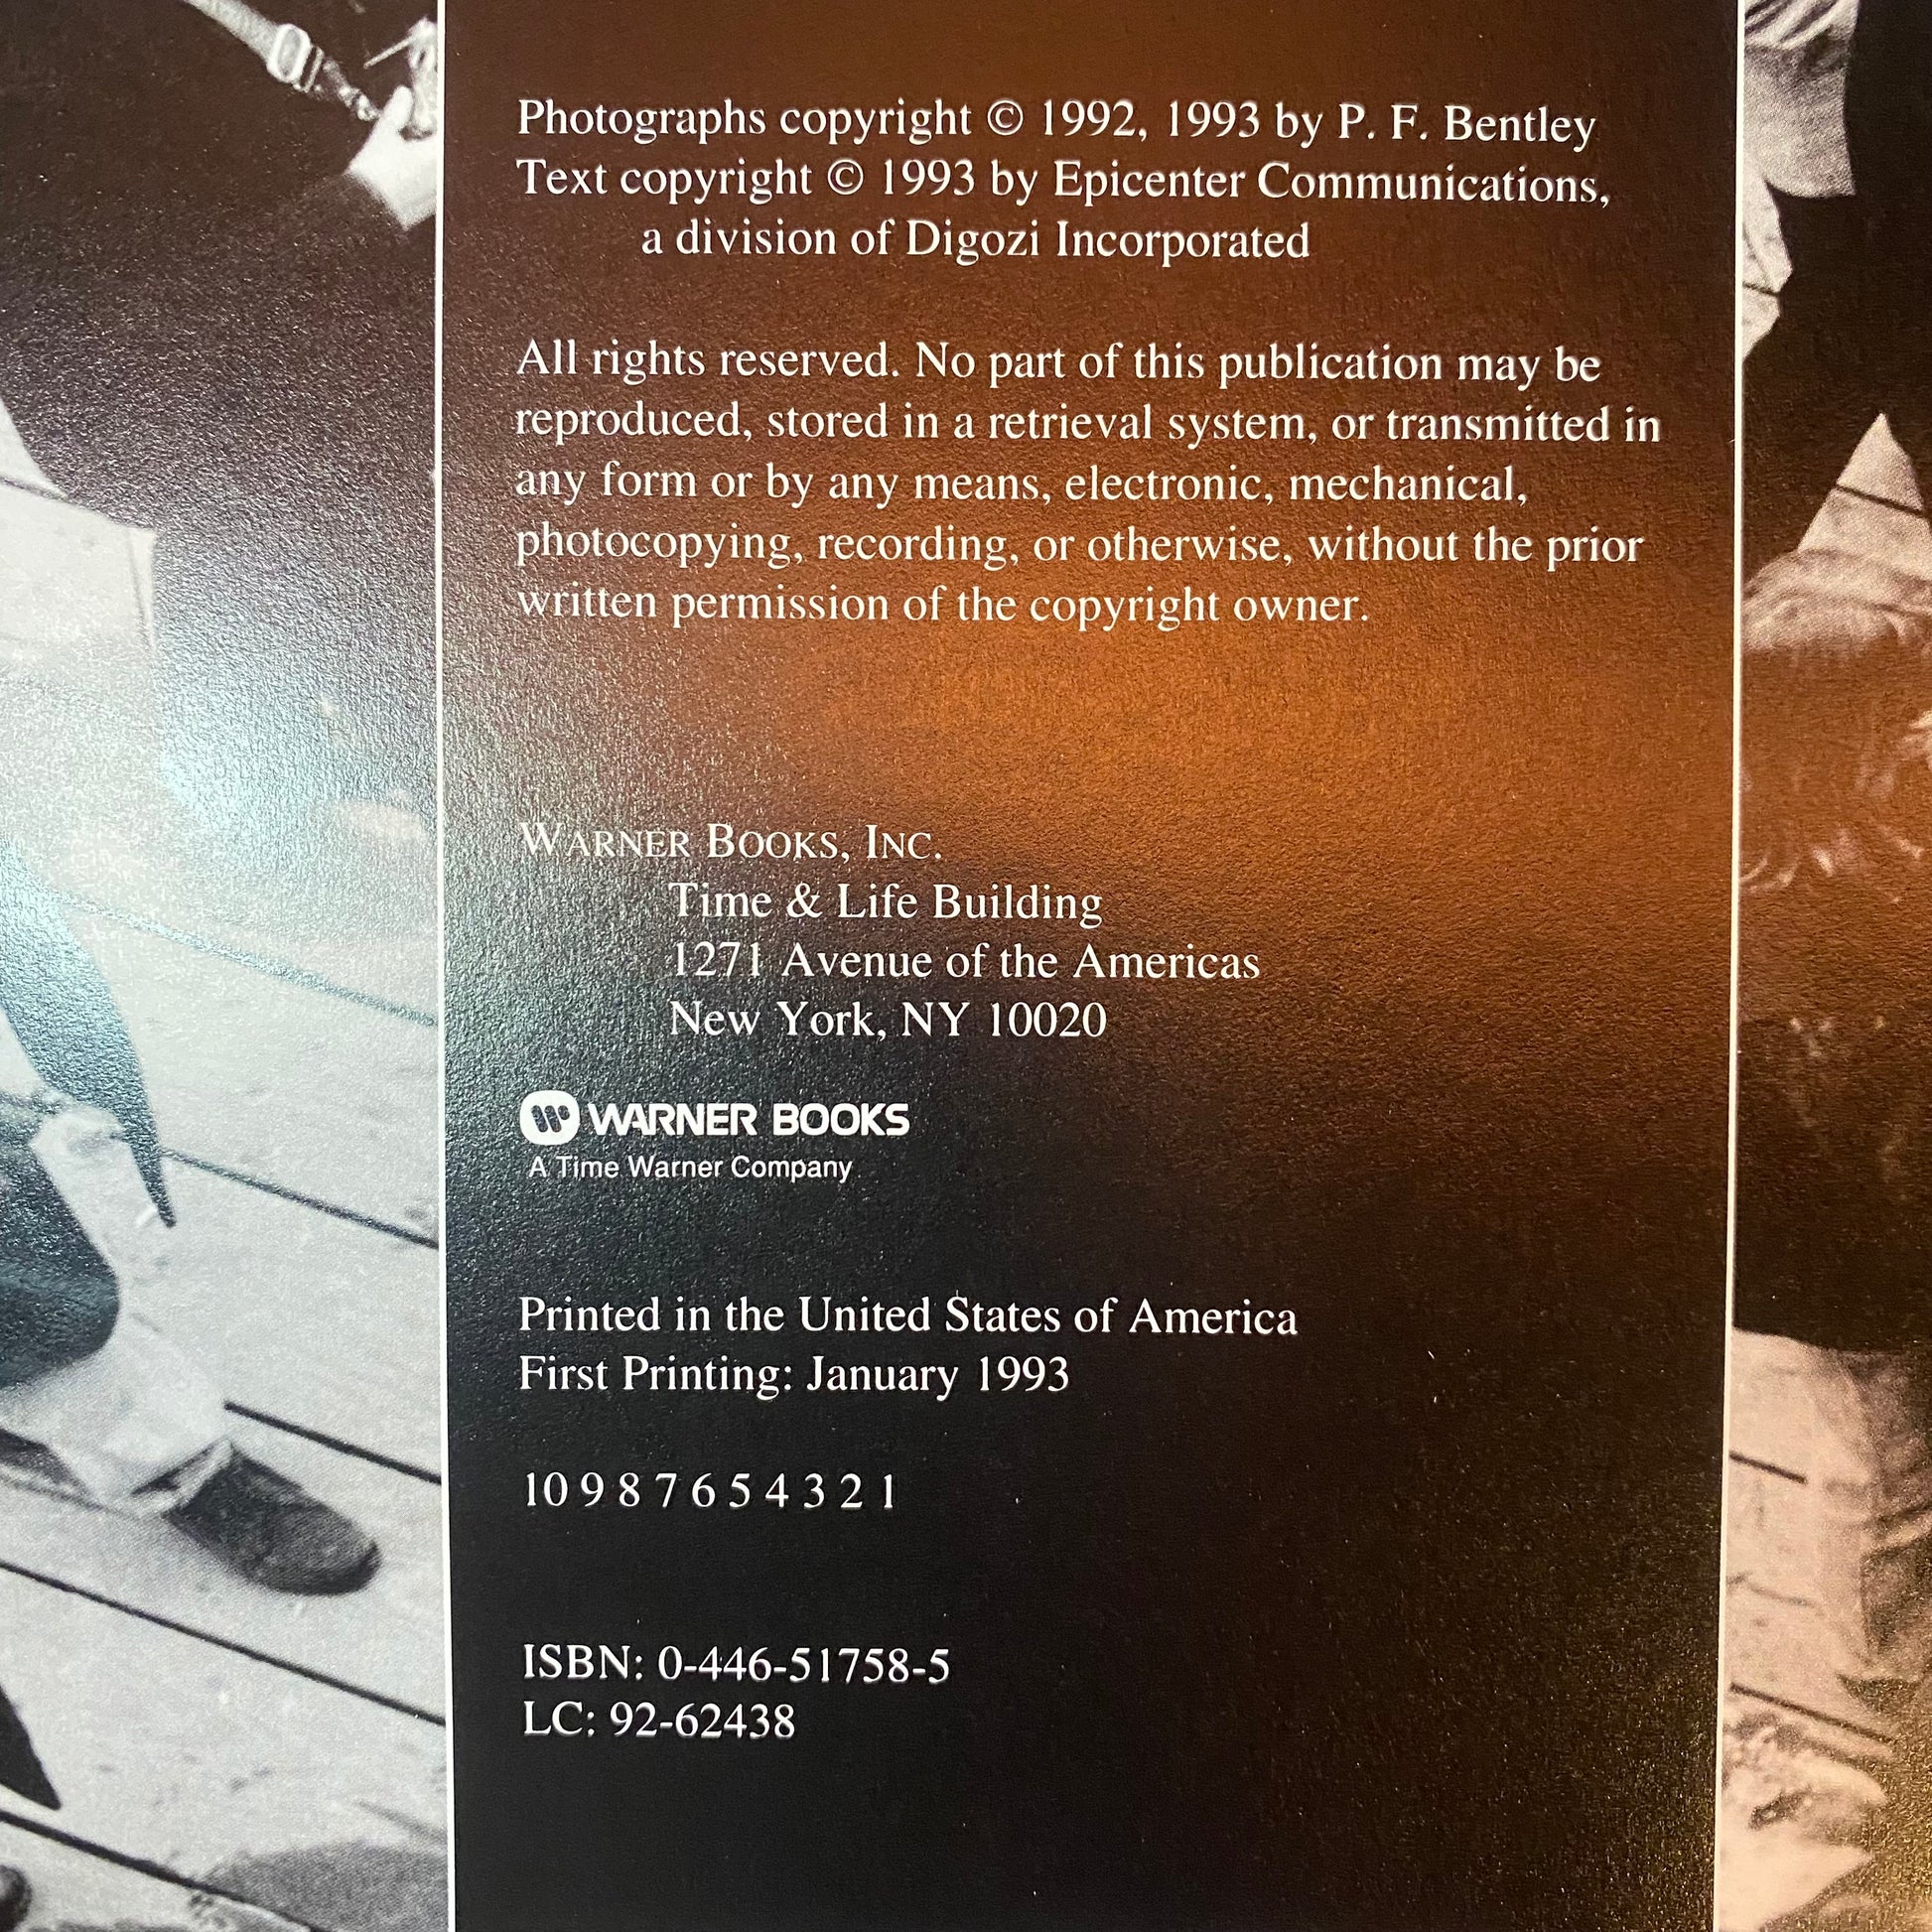 Photographs copyright © 1992, 1993 by P. F. Bentley
Text copyright © 1993 by Epicenter Communications,
a division of Digozi Incorporated
All rights reserved. No part of this publication may be
reproduced, stored in a retrieval system, or transmitted in
any form or by any means, electronic, mechanical,
photocopying, recording, or otherwise, without the prior
written permission of the copyright owner.
WARNER BOOKS, INC.
Time & Life Building
1271 Avenue of the Americas
New York, NY 10020
WARNER BOOKS
A Time Warner Company
Printed in the United States of America
First Printing: January 1993
10 9 8 7 6 5 4 3 2 1
ISBN: 0-446-51758-5
LC: 92-62438